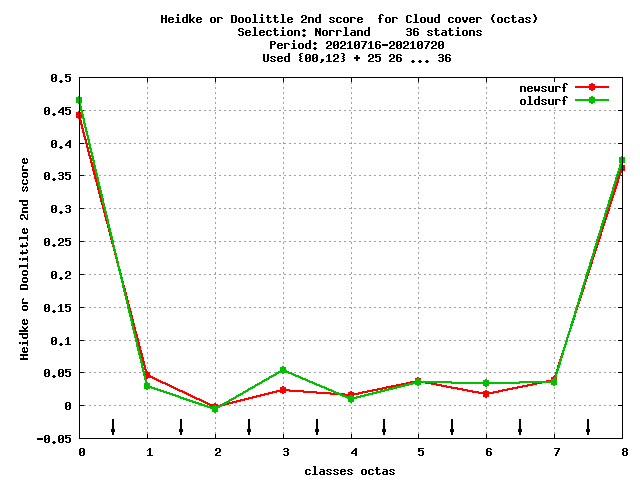 Heidke or Doolittle 2nd score  for Cloud cover (octas)
Selection: Norrland     36 stations
Period: 20210716-20210720
Used {00,12} + 25 26 ... 36
newsurf
oldsurf
Heidke or Doolittle 2nd score
0.5
0.45
0.4
0.35
0.3
0.25
0.2
0.15
0.1
0.05
0
-0.05
0 1 2 3 4 5 6 7 8
classes octas